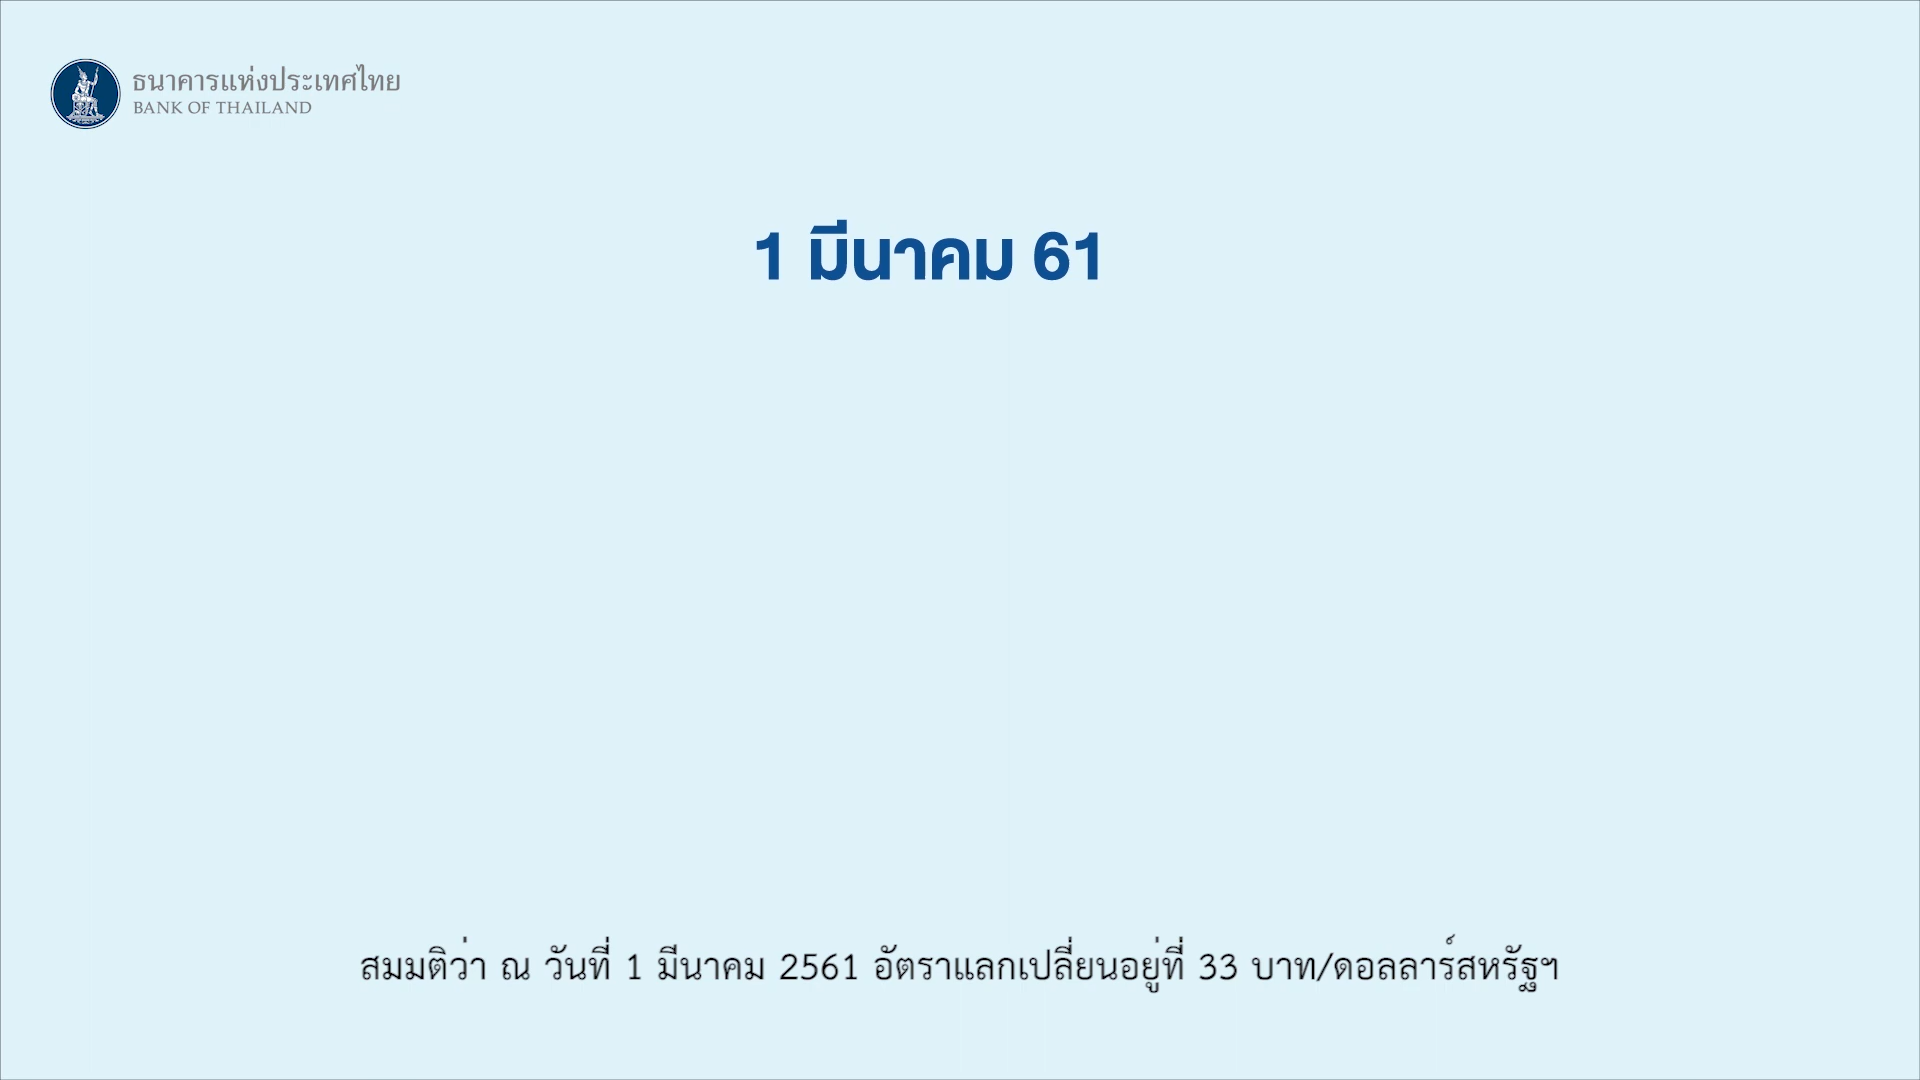 ธนาคารแห่งประเทศไทย
BANK OF THAILAND
1 มีนาคม 61
สมมติว่า ณ วันที่ 1 มีนาคม 2561 อัตราแลกเปลี่ยนอยู่ที่ 33 บาท/ดอลลาร์สหรัฐฯ